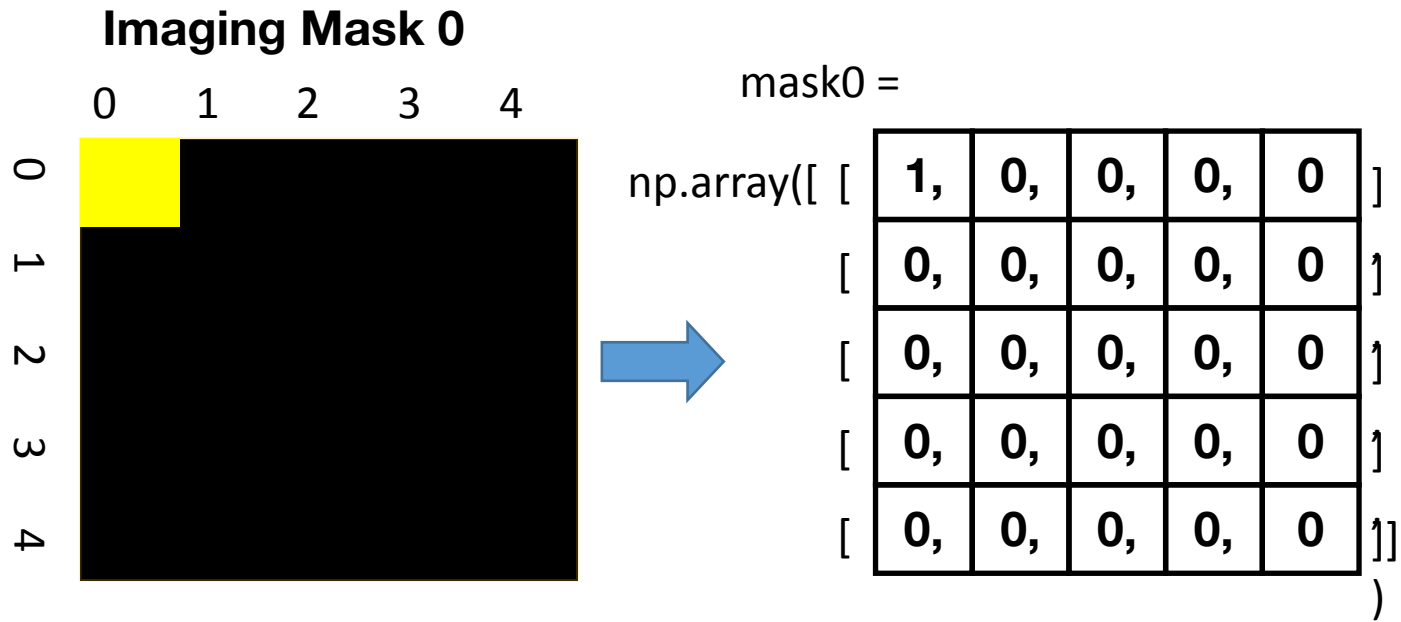 Imaging Mask 0
0 1 2 3 4
0
1
2
3
4
mask0 =
np.array([ [ 1, 0, 0, 0, 0 ]
[ 0, 0, 0, 0, 0 ,]
[ 0, 0, 0, 0, 0 ,]
[ 0, 0, 0, 0, 0 ,]
[ 0, 0, 0, 0, 0 ,]]
)